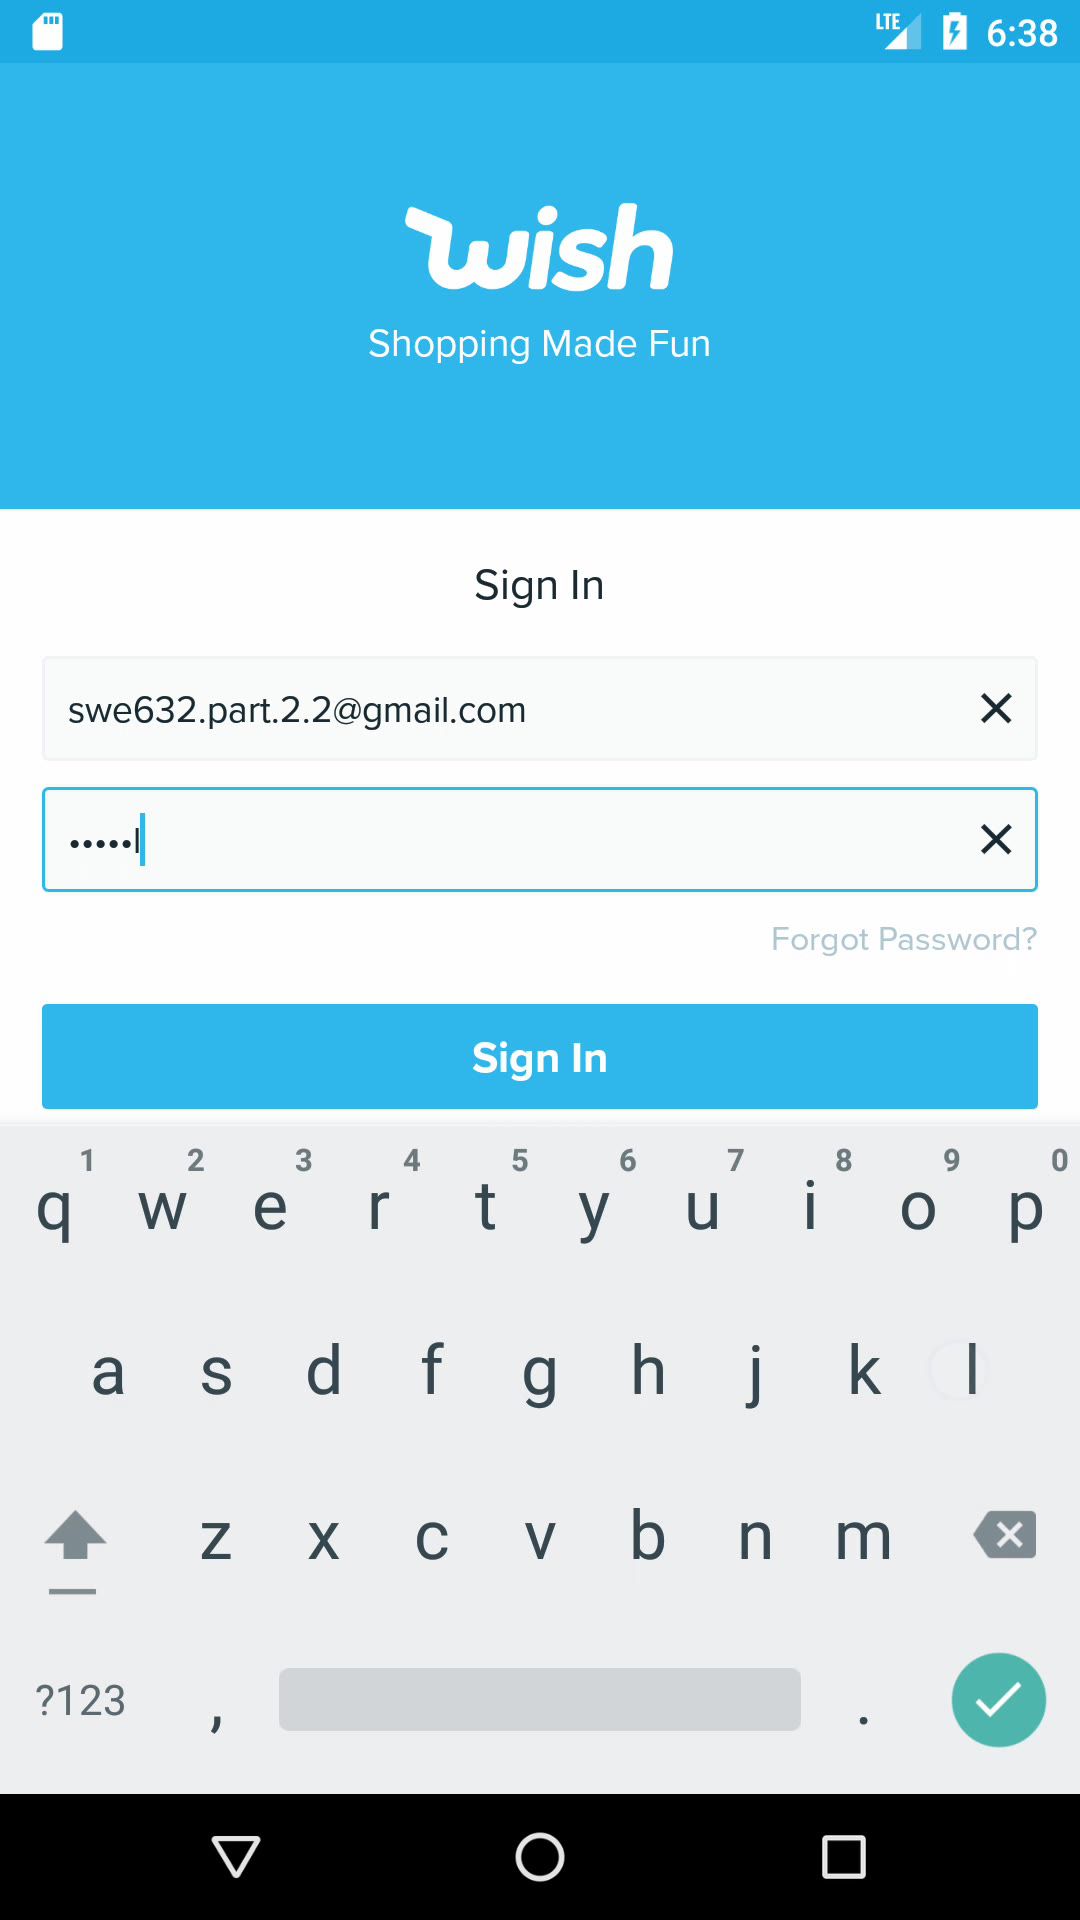 LTE 6:38
wish
Shopping Made Fun
Sign In
swe632.part.2.2@gmail.com
•••••l
Forgot Password?
Sign In
1 2 3 4 5 6 7 8 9 0
q w e r t y u i o p
a s d f g h j k l
z x c v b n m
?123 , .